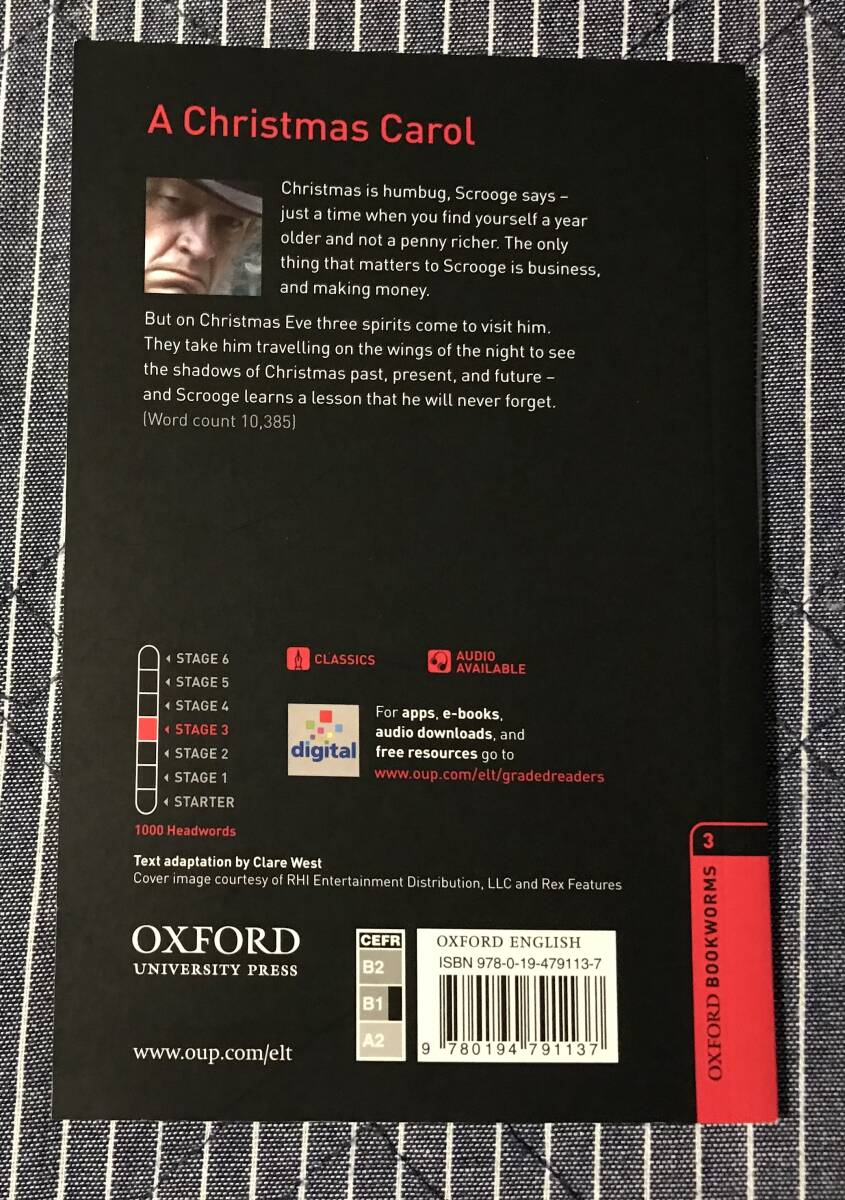 A Christmas Carol
Christmas is humbug, Scrooge says –
just a time when you find yourself a year
older and not a penny richer. The only
thing that matters to Scrooge is business,
and making money.
But on Christmas Eve three spirits come to visit him.
They take him travelling on the wings of the night to see
the shadows of Christmas past, present, and future –
and Scrooge learns a lesson that he will never forget.
(Word count 10,385)
STAGE 6
STAGE 5
STAGE 4
STAGE 3
STAGE 2
STAGE 1
STARTER
1000 Headwords
CLASSICS
AUDIO
AVAILABLE
digital
For apps, e-books,
audio downloads, and
free resources go to
www.oup.com/elt/gradedreaders
Text adaptation by Clare West
Cover image courtesy of RHI Entertainment Distribution, LLC and Rex Features
OXFORD
UNIVERSITY PRESS
www.oup.com/elt
CEFR
B2
B1
A2
OXFORD ENGLISH
ISBN 978-0-19-479113-7
9 780194 791137
3
OXFORD BOOKWORMS